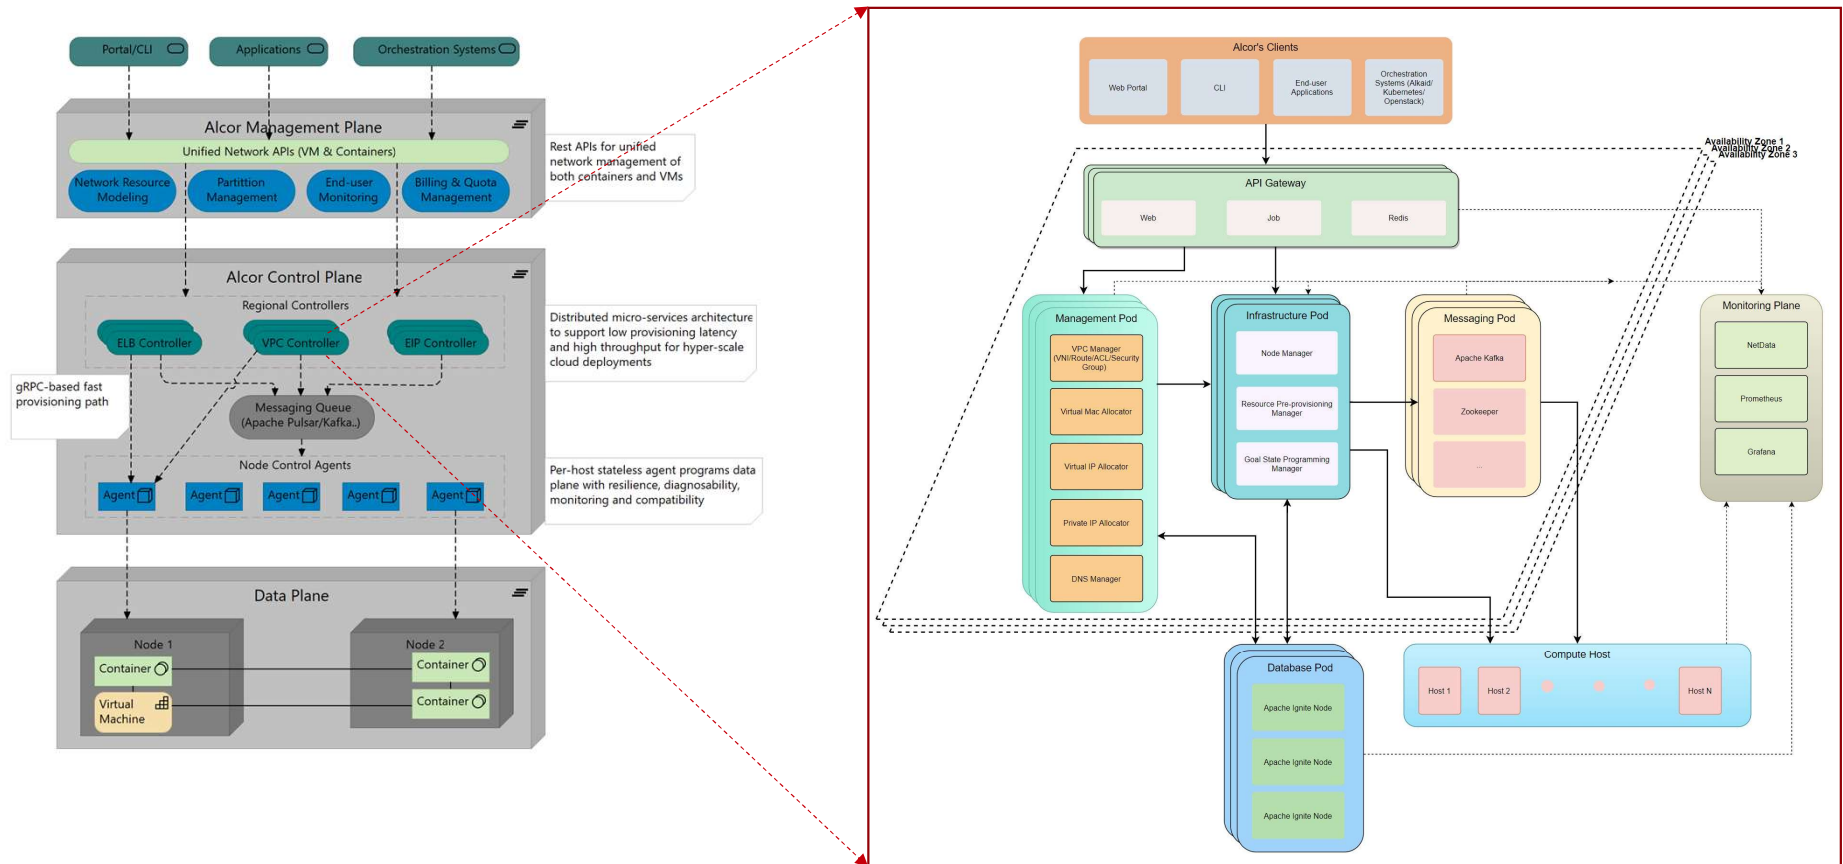 Portal/CLI
Applications
Orchestration Systems
Alcor Management Plane
Unified Network APIs (VM & Containers)
Network Resource
Modeling
Partition
Management
End-user
Monitoring
Billing & Quota
Management
Rest APIs for unified
network management of
both containers and VMs
Alcor Control Plane
Regional Controllers
ELB Controller
VPC Controller
EIP Controller
Distributed micro-services architecture
to support low provisioning latency
and high throughput for hyper-scale
cloud deployments
gRPC-based fast
provisioning path
Messaging Queue
(Apache Pulsar/Kafka..)
Node Control Agents
Agent
Agent
Agent
Agent
Agent
Per-host stateless agent programs data
plane with resilience, diagnosability,
monitoring and compatibility
Data Plane
Node 1
Container
Virtual
Machine
Node 2
Container
Container
Alcor's Clients
Web Portal
CLI
End-user
Applications
Orchestration
Systems (Alkaid/
Kubernetes/
Openstack)
Availability Zone 1
Availability Zone 2
Availability Zone 3
API Gateway
Web
Job
Redis
Management Pod
VPC Manager
(VNI/Route/ACL/Security
Group)
Virtual Mac Allocator
Virtual IP Allocator
Private IP Allocator
DNS Manager
Infrastructure Pod
Node Manager
Resource Pre-provisioning
Manager
Goal State Programming
Manager
Messaging Pod
Apache Kafka
Zookeeper
...
Monitoring Plane
NetData
Prometheus
Grafana
Database Pod
Apache Ignite Node
Apache Ignite Node
Apache Ignite Node
Compute Host
Host 1
Host 2
Host N